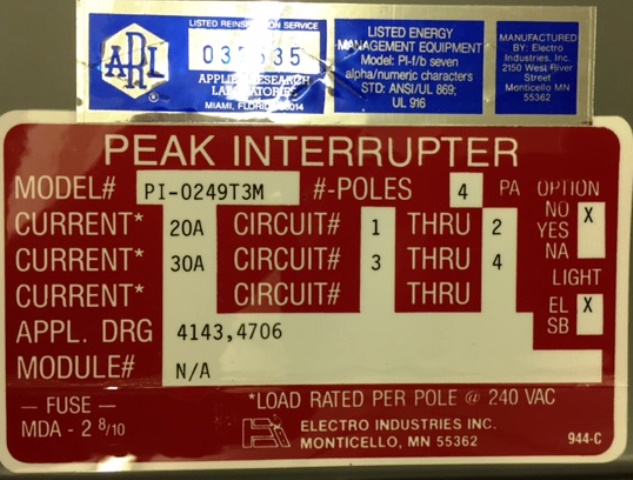 LISTED REINSPECTION SERVICE
ARL
®
APPLIED RESEARCH
LABORATORIES
MIAMI, FLORIDA
LISTED ENERGY
MANAGEMENT EQUIPMENT
Model: PI-f/b seven
alpha/numeric characters
STD: ANSI/UL 869;
UL 916
MANUFACTURED
BY: Electro
Industries, Inc.
2150 West River
Street
Monticello MN
55362
PEAK INTERRUPTER
MODEL# PI-0249T3M #-POLES 4 PA OPTION
CURRENT* 20A CIRCUIT# 1 THRU 2
NO X
YES
NA
CURRENT* 30A CIRCUIT# 3 THRU 4
CURRENT* CIRCUIT# THRU
LIGHT
EL X
SB
APPL. DRG 4143,4706
MODULE# N/A
— FUSE —
MDA - 2 8/10
*LOAD RATED PER POLE @ 240 VAC
EI
ELECTRO INDUSTRIES INC.
MONTICELLO, MN 55362
944-C